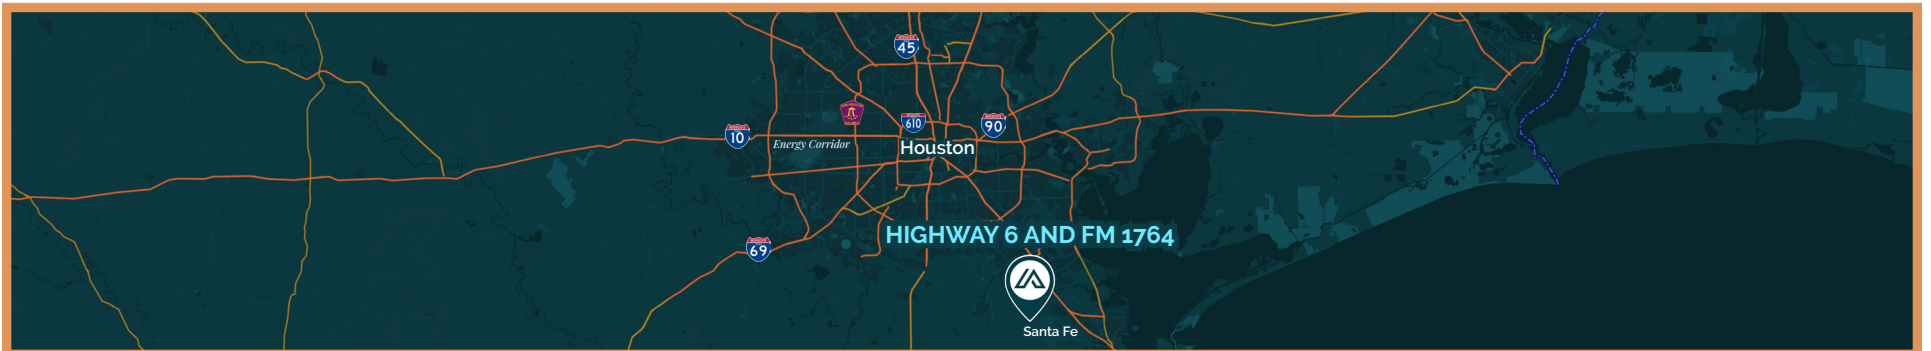 45
610
90
10
Energy Corridor
Houston
HIGHWAY 6 AND FM 1764
69
Santa Fe